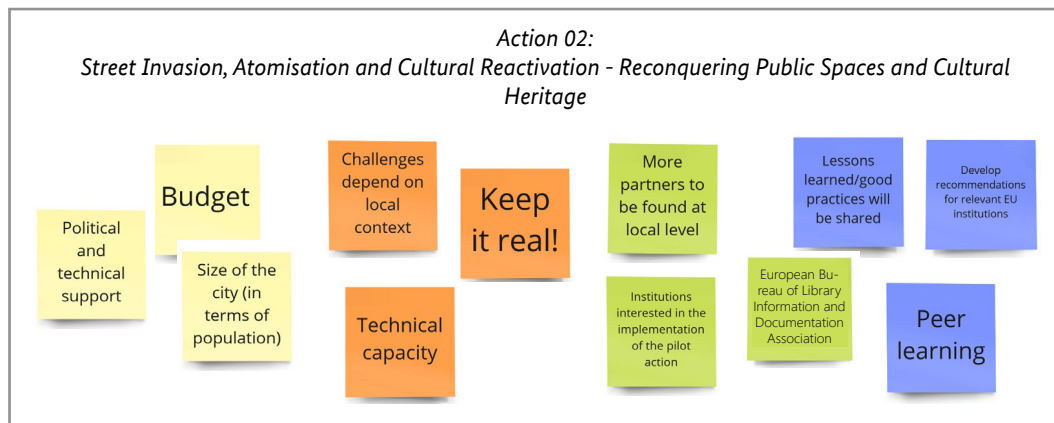 Action 02:
Street Invasion, Atomisation and Cultural Reactivation - Reconquering Public Spaces and Cultural
Heritage
Political
and
technical
support
Budget
Size of the
city (in
terms of
population)
Challenges
depend on
local
context
Keep
it real!
Technical
capacity
More
partners to
be found at
local level
Institutions
interested in the
implementation
of the pilot
action
European Bu-
reau of Library
Information and
Documentation
Association
Lessons
learned/good
practices will
be shared
Develop
recommendations
for relevant EU
institutions
Peer
learning